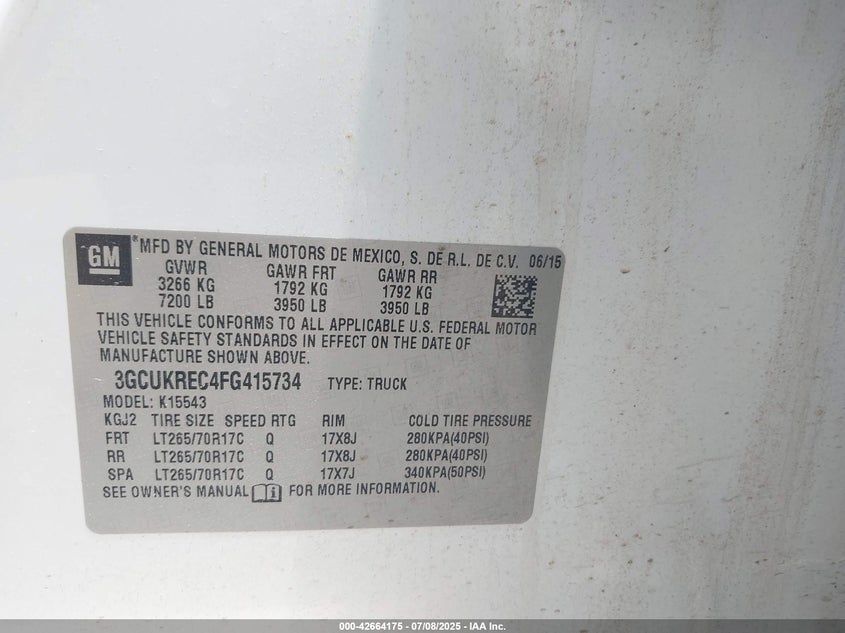 GM *MFD BY GENERAL MOTORS DE MEXICO, S. DE R.L. DE C.V. 06/15
GVWR GAWR FRT GAWR RR
3266 KG 1792 KG 1792 KG
7200 LB 3950 LB 3950 LB
THIS VEHICLE CONFORMS TO ALL APPLICABLE U.S. FEDERAL MOTOR
VEHICLE SAFETY STANDARDS IN EFFECT ON THE DATE OF
MANUFACTURE SHOWN ABOVE.
3GCUKREC4FG415734 TYPE: TRUCK
MODEL: K15543
KGJ2 TIRE SIZE SPEED RTG RIM COLD TIRE PRESSURE
FRT LT265/70R17C Q 17X8J 280KPA(40PSI)
RR LT265/70R17C Q 17X8J 280KPA(40PSI)
SPA LT265/70R17C Q 17X7J 340KPA(50PSI)
SEE OWNER'S MANUAL i FOR MORE INFORMATION.
000-42664175 - 07/08/2025 - IAA Inc.